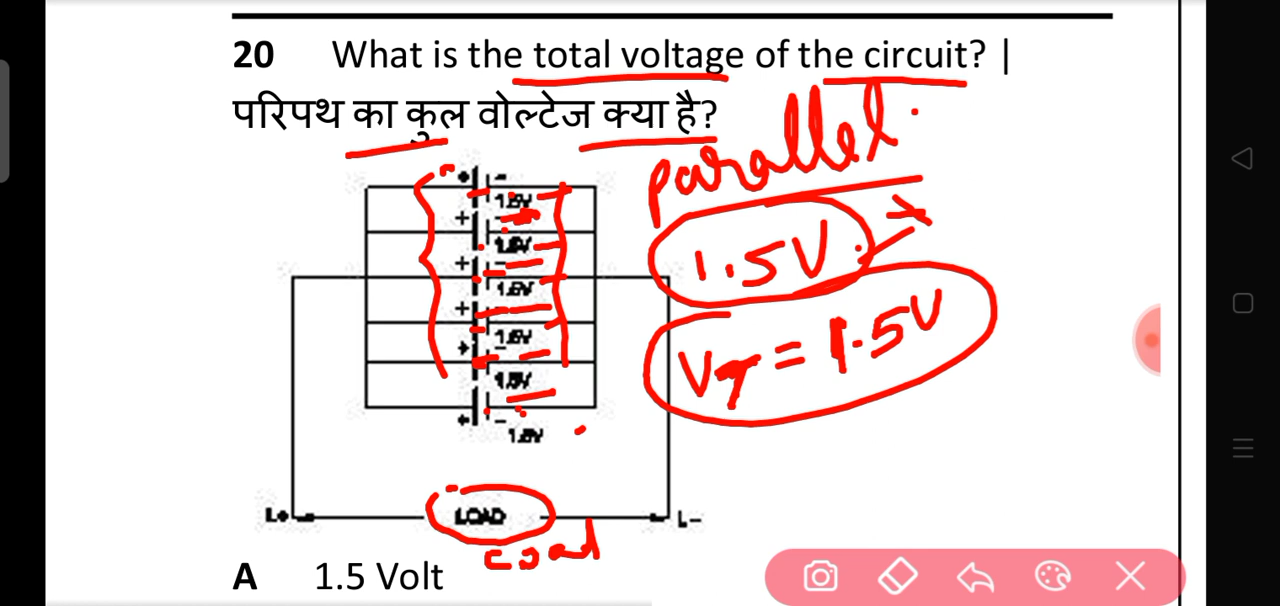 20 What is the total voltage of the circuit? |
परिपथ का कुल वोल्टेज क्या है?
parallel.
+ -
1.5V
+ -
1.5V
+ -
1.5V
+
1.5V
+ -
1.5V
+ -
1.5V
1.5V
VT = 1.5V
L+ LOAD L-
A 1.5 Volt